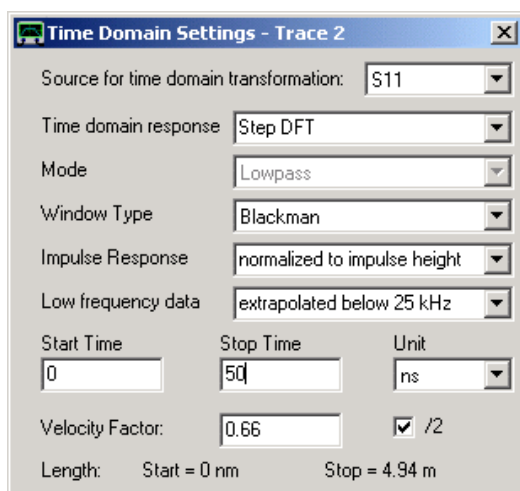 Time Domain Settings - Trace 2
Source for time domain transformation: S11
Time domain response Step DFT
Mode Lowpass
Window Type Blackman
Impulse Response normalized to impulse height
Low frequency data extrapolated below 25 kHz
Start Time Stop Time Unit
0 50 ns
Velocity Factor: 0.66 /2
Length: Start = 0 nm Stop = 4.94 m